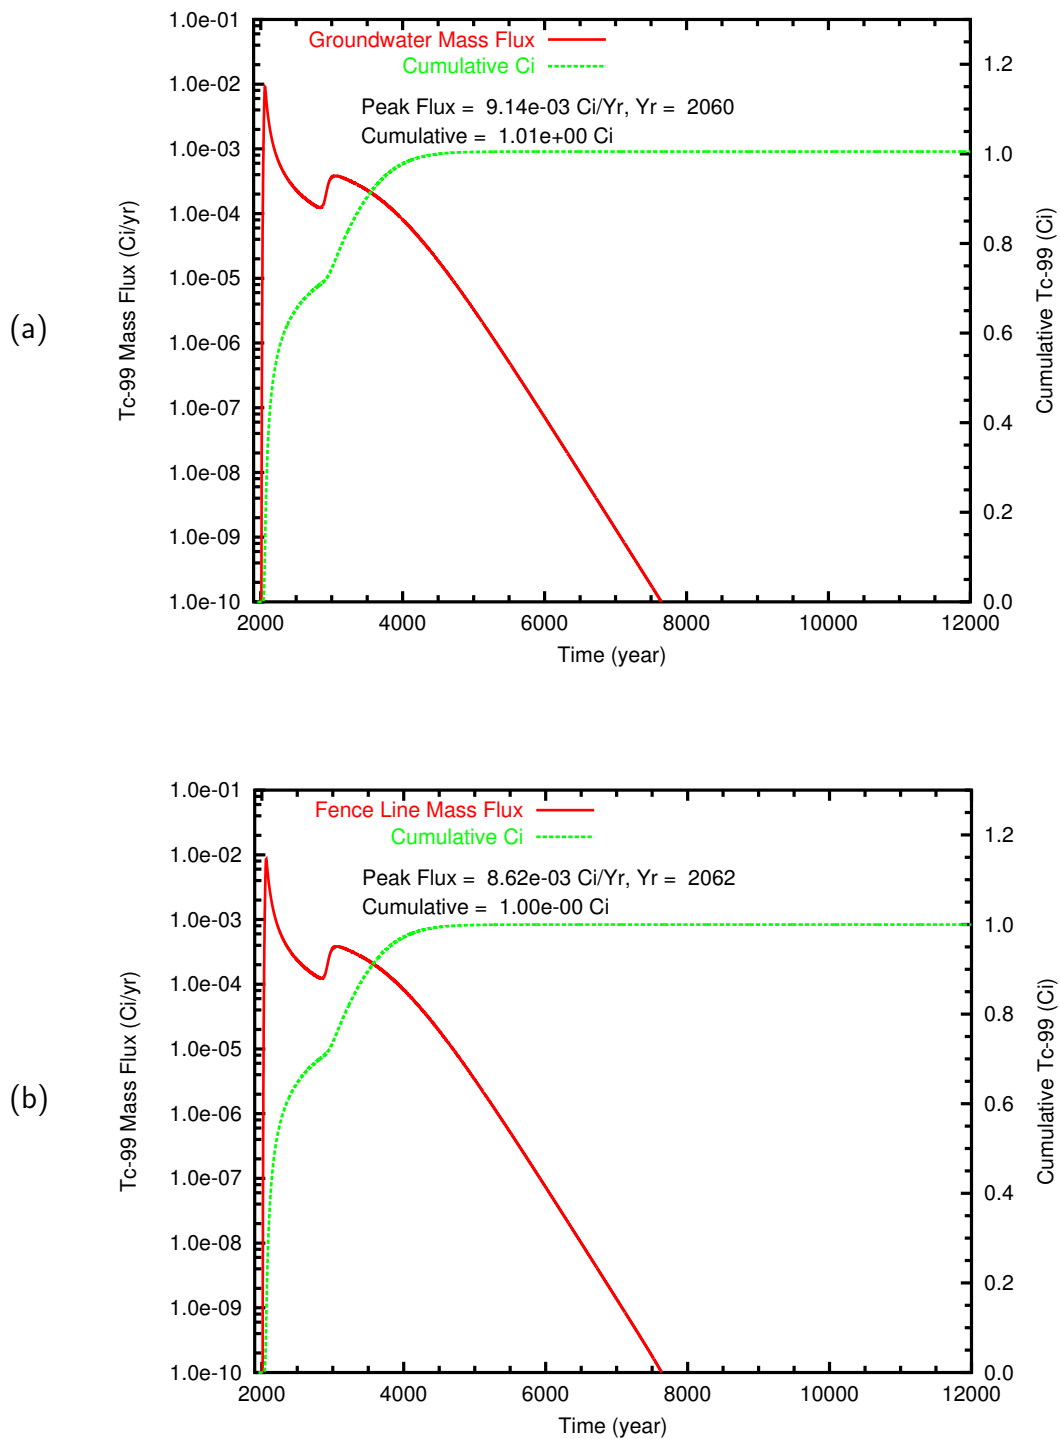 (a)
Groundwater Mass Flux
Cumulative Ci
Peak Flux = 9.14e-03 Ci/Yr, Yr = 2060
Cumulative = 1.01e+00 Ci
Tc-99 Mass Flux (Ci/yr)
1.0e-01
1.0e-02
1.0e-03
1.0e-04
1.0e-05
1.0e-06
1.0e-07
1.0e-08
1.0e-09
1.0e-10
Cumulative Tc-99 (Ci)
1.2
1.0
0.8
0.6
0.4
0.2
0.0
2000 4000 6000 8000 10000 12000
Time (year)
(b)
Fence Line Mass Flux
Cumulative Ci
Peak Flux = 8.62e-03 Ci/Yr, Yr = 2062
Cumulative = 1.00e-00 Ci
Tc-99 Mass Flux (Ci/yr)
1.0e-01
1.0e-02
1.0e-03
1.0e-04
1.0e-05
1.0e-06
1.0e-07
1.0e-08
1.0e-09
1.0e-10
Cumulative Tc-99 (Ci)
1.2
1.0
0.8
0.6
0.4
0.2
0.0
2000 4000 6000 8000 10000 12000
Time (year)